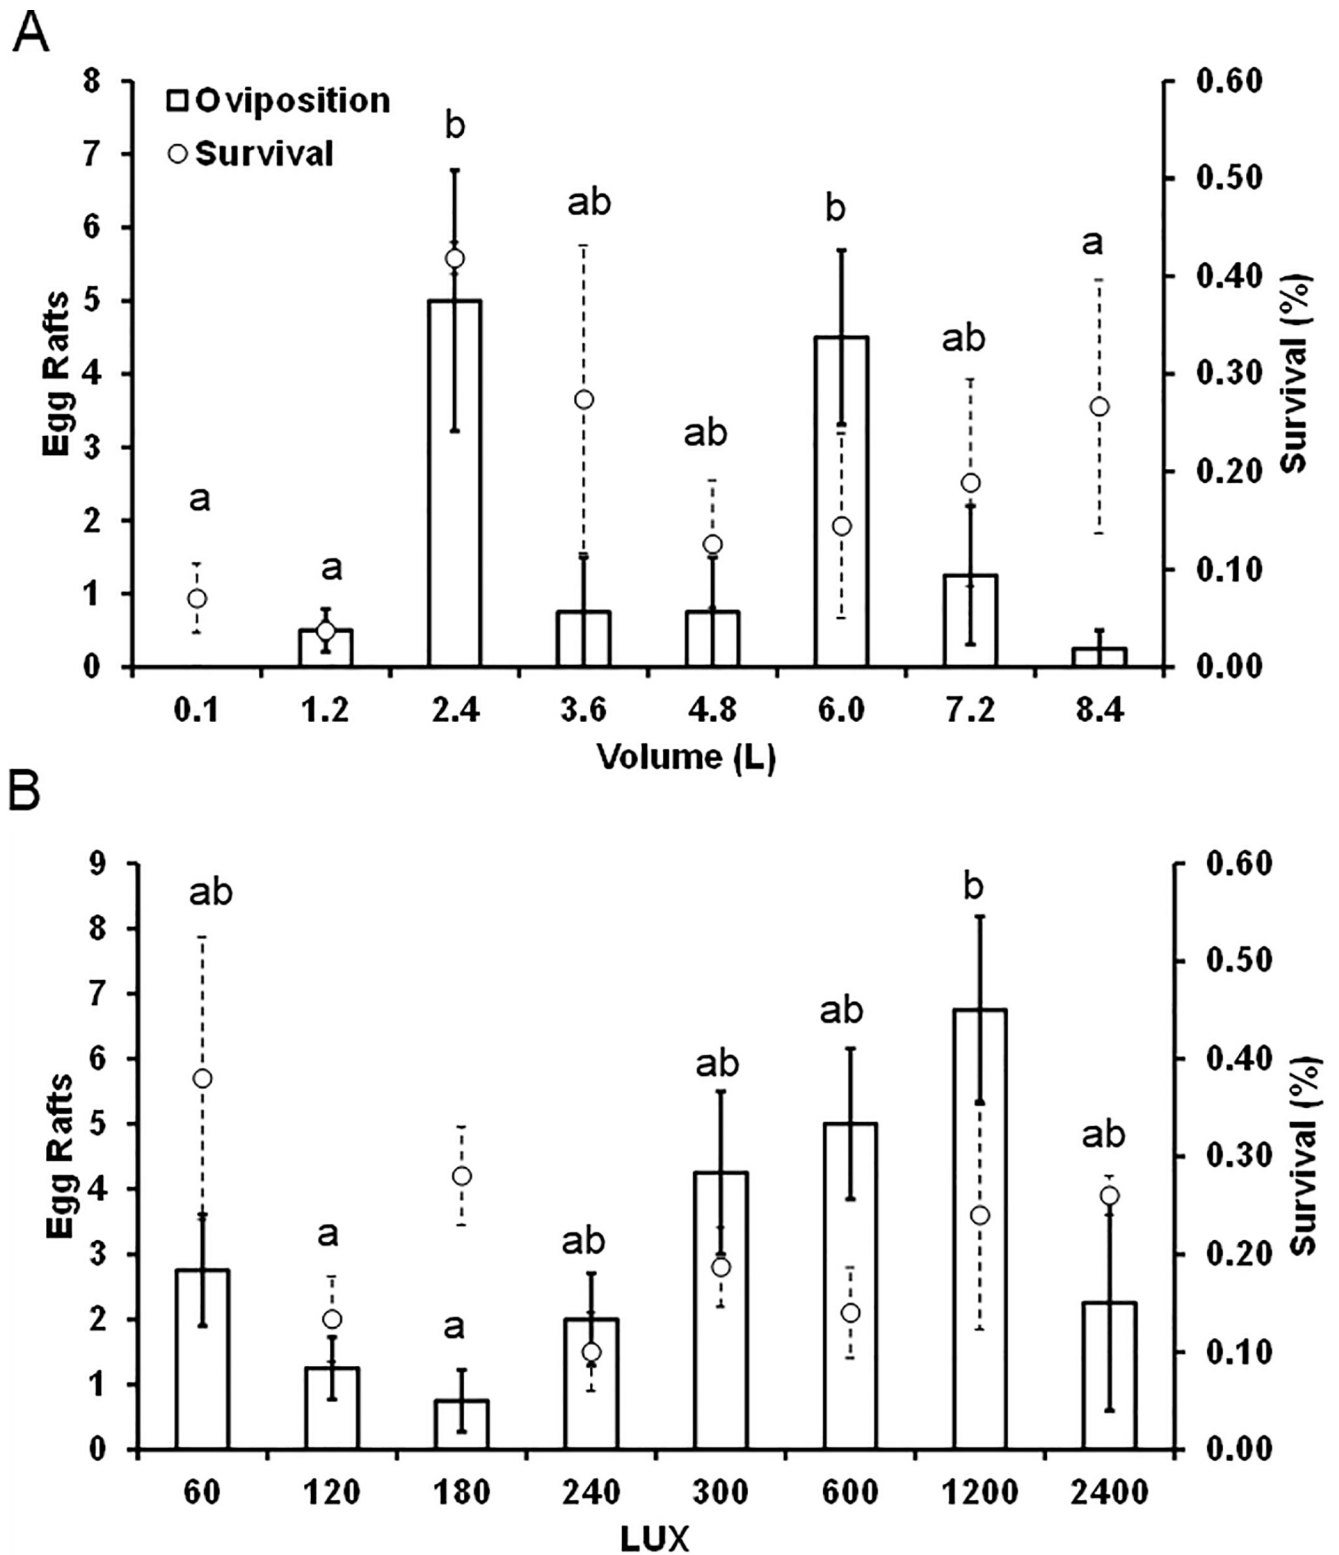 A
8 0.60
Oviposition
b
7 Survival 0.50
ab b
6 a
0.40
5
ab
4 0.30
ab
3
0.20
a
2
a
1 0.10
0 0.00
Egg Rafts
Survival (%)
0.1 1.2 2.4 3.6 4.8 6.0 7.2 8.4
Volume (L)
B
9 0.60
ab b
8
0.50
7
ab
6 ab 0.40
5 ab
0.30
4
a ab
3 0.20
a
2
0.10
1
0 0.00
Egg Rafts
Survival (%)
60 120 180 240 300 600 1200 2400
LUX